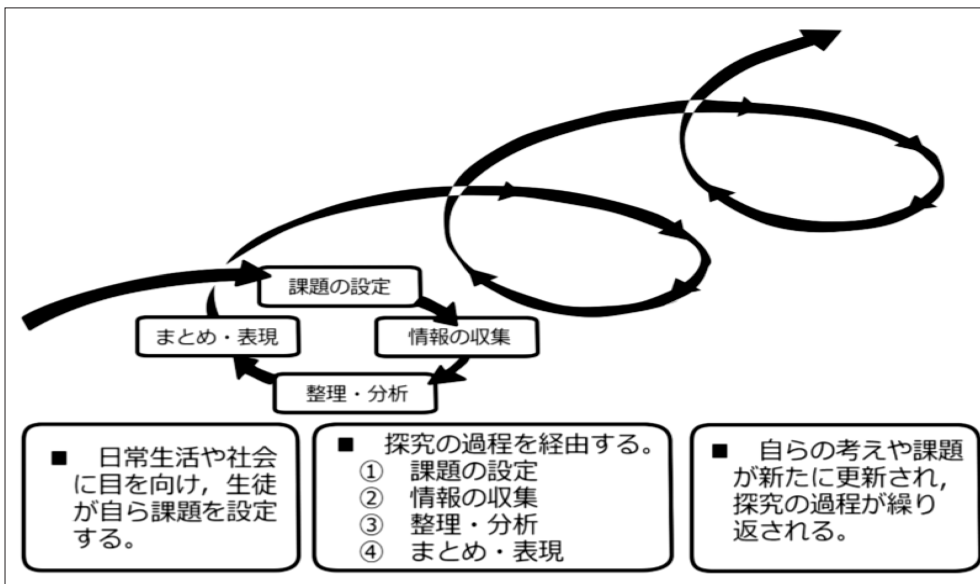 課題の設定
まとめ・表現
情報の収集
整理・分析
■ 日常生活や社会
に目を向け，生徒
が自ら課題を設定
する。
■ 探究の過程を経由する。
① 課題の設定
② 情報の収集
③ 整理・分析
④ まとめ・表現
■ 自らの考えや課題
が新たに更新され，
探究の過程が繰り
返される。